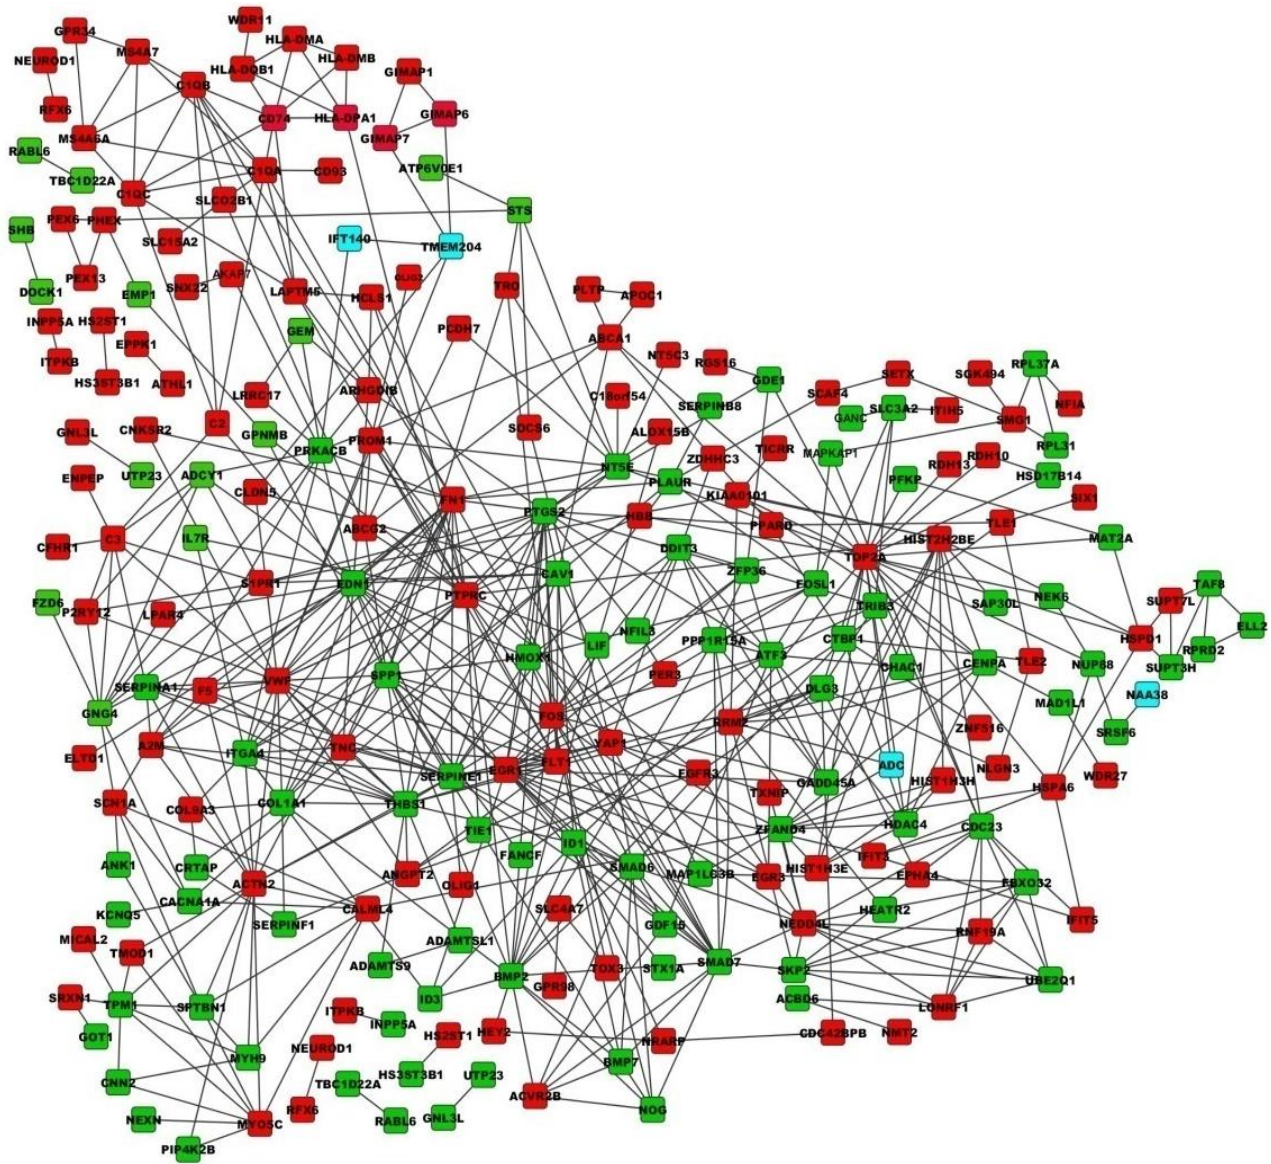 WDR11
GPR34
HLA-DMA
MS4A7
HLA-DMB
NEUROD1
HLA-DQB1
GIMAP1
C1QB
RFX6
GIMAP6
CD74
HLA-DPA1
MS4A6A
GIMAP7
RABL6
ATP6V0E1
C1QA
CD93
TBC1D22A
C1QC
SLCO2B1
STS
PEX6
PHEX
SHB
SLC15A2
IFT140
TMEM204
PEX13
AKAP7
SNX22
TRO
DOCK1
EMP1
LAPTM5
HCLS1
PLTP
APOC1
INPP5A
HS2ST1
GEM
PCDH7
ABCA1
EPPK1
ITPKB
NT5C3
RGS16
RPL37A
HS3ST3B1
ATHL1
GDE1
SETX
SGK494
LRRC17
ARHGDIB
C18orf54
SCAF4
NFIA
SERPINB8
GANC
SLC3A2
ITIH5
SMG1
C2
SOCS6
ALOX15B
GNL3L
CNKSR2
GPNMB
PROM1
PRKACB
TICRR
MAPKAP1
RPL31
ZDHHC3
RDH10
RDH13
NT5E
ENPEP
UTP23
ADCY1
PLAUR
PFKP
HSD17B14
CLDN5
FN1
KIAA0101
SIX1
PTGS2
HBB
ABCG2
PPARD
TLE1
C3
IL7R
HIST2H2BE
MAT2A
CFHR1
DDIT3
TOP2A
CAV1
ZFP36
FOSL1
S1PR1
EDN1
TAF8
PTPRC
NEK6
SUPT7L
FZD6
P2RY12
LPAR4
TRIB3
SAP30L
ELL2
NFIL3
PPP1R15A
CTBP1
HSPD1
LIF
RPRD2
HMOX1
ATF3
CHAC1
CENPA
TLE2
NUP88
SUPT3H
SPP1
PER3
VWF
SERPINA1
F5
DLG3
MAD1L1
NAA38
GNG4
FOS
RRM2
ZNF516
SRSF6
A2M
ITGA4
TNC
YAP1
ELTD1
FLT1
ADC
EGR1
SERPINE1
FGFR3
GADD45A
HIST1H3H
NLGN3
WDR27
TXNIP
HSPA6
SCN1A
COL9A3
COL1A1
THBS1
TIE1
ZFAND4
HDAC4
CDC23
ID1
FANCF
ANK1
CRTAP
SMAD6
MAP1LC3B
HIST1H3E
IFIT3
ACTN2
ANGPT2
OLIG1
EGR3
EPHA4
FBXO32
CACNA1A
KCNQ5
CALML4
SLC4A7
SERPINF1
GDF15
NEDD4L
HEATR2
IFIT5
MICAL2
RNF19A
TMOD1
ADAMTSL1
ADAMTS9
SMAD7
BMP2
TOX3
STX1A
SKP2
UBE2Q1
GPR98
SRXN1
TPM1
SPTBN1
ID3
ACBD6
LONRF1
ITPKB
INPP5A
GOT1
HS2ST1
HEY2
NRARP
CDC42BPB
NMT2
NEUROD1
MYH9
BMP7
HS3ST3B1
UTP23
CNN2
TBC1D22A
ACVR2B
RFX6
NOG
NEXN
MYO5C
RABL6
GNL3L
PIP4K2B